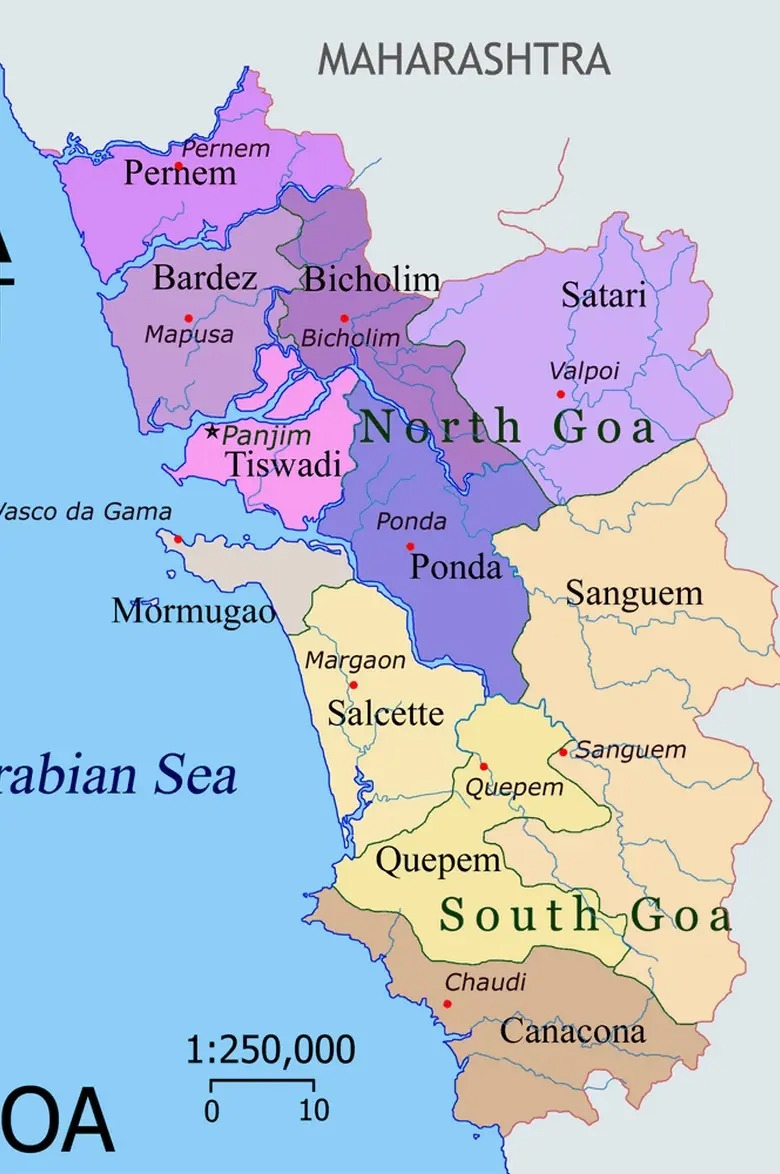 MAHARASHTRA
Pernem
Pernem
Bardez
Bicholim
Satari
Mapusa
Bicholim
Valpoi
North Goa
Panjim
Tiswadi
Vasco da Gama
Ponda
Ponda
Sanguem
Mormugao
Margaon
Salcette
Sanguem
rabian Sea
Quepem
Quepem
South Goa
Chaudi
Canacona
1:250,000
0 10
OA